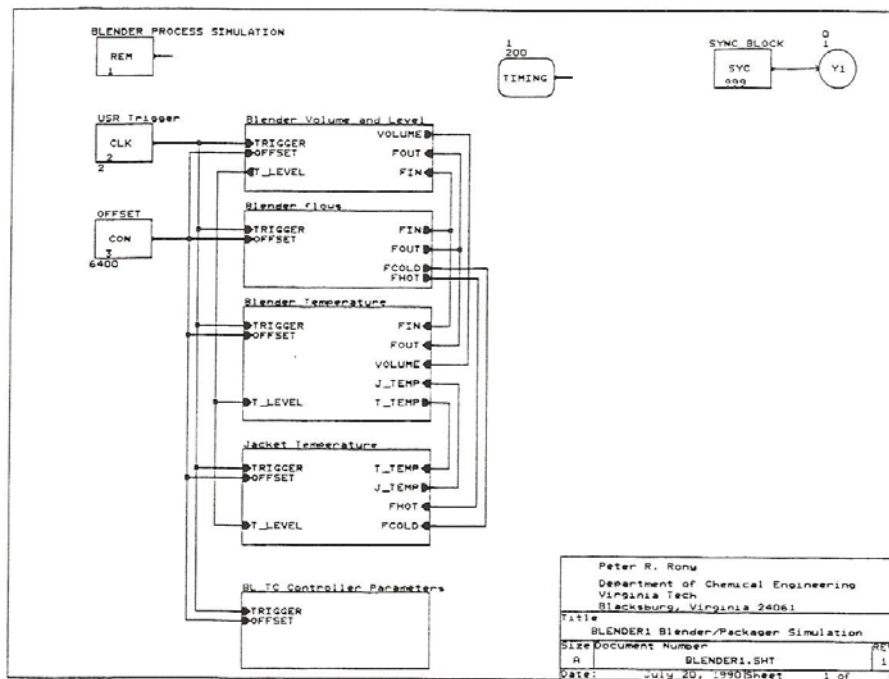 BLENDER PROCESS SIMULATION
REM
1
1
200
TIMING
SYNC_BLOCK
SYC
999
0
1
Y1
USR Trigger
CLK
2
2
OFFSET
CON
3
6400
Blender Volume and Level
TRIGGER
OFFSET
T_LEVEL
VOLUME
FOUT
FIN
Blender flows
TRIGGER
OFFSET
FIN
FOUT
FCOLD
FHOT
Blender Temperature
TRIGGER
OFFSET
T_LEVEL
FIN
FOUT
VOLUME
J_TEMP
T_TEMP
Jacket Temperature
TRIGGER
OFFSET
T_LEVEL
T_TEMP
J_TEMP
FHOT
FCOLD
BL_TC Controller Parameters
TRIGGER
OFFSET
Peter R. Rony
Department of Chemical Engineering
Virginia Tech
Blacksburg, Virginia 24061
Title
BLENDER1 Blender/Packager Simulation
Size Document Number
A BLENDER1.SHT 1
Date: July 20, 1990 Sheet 1 of